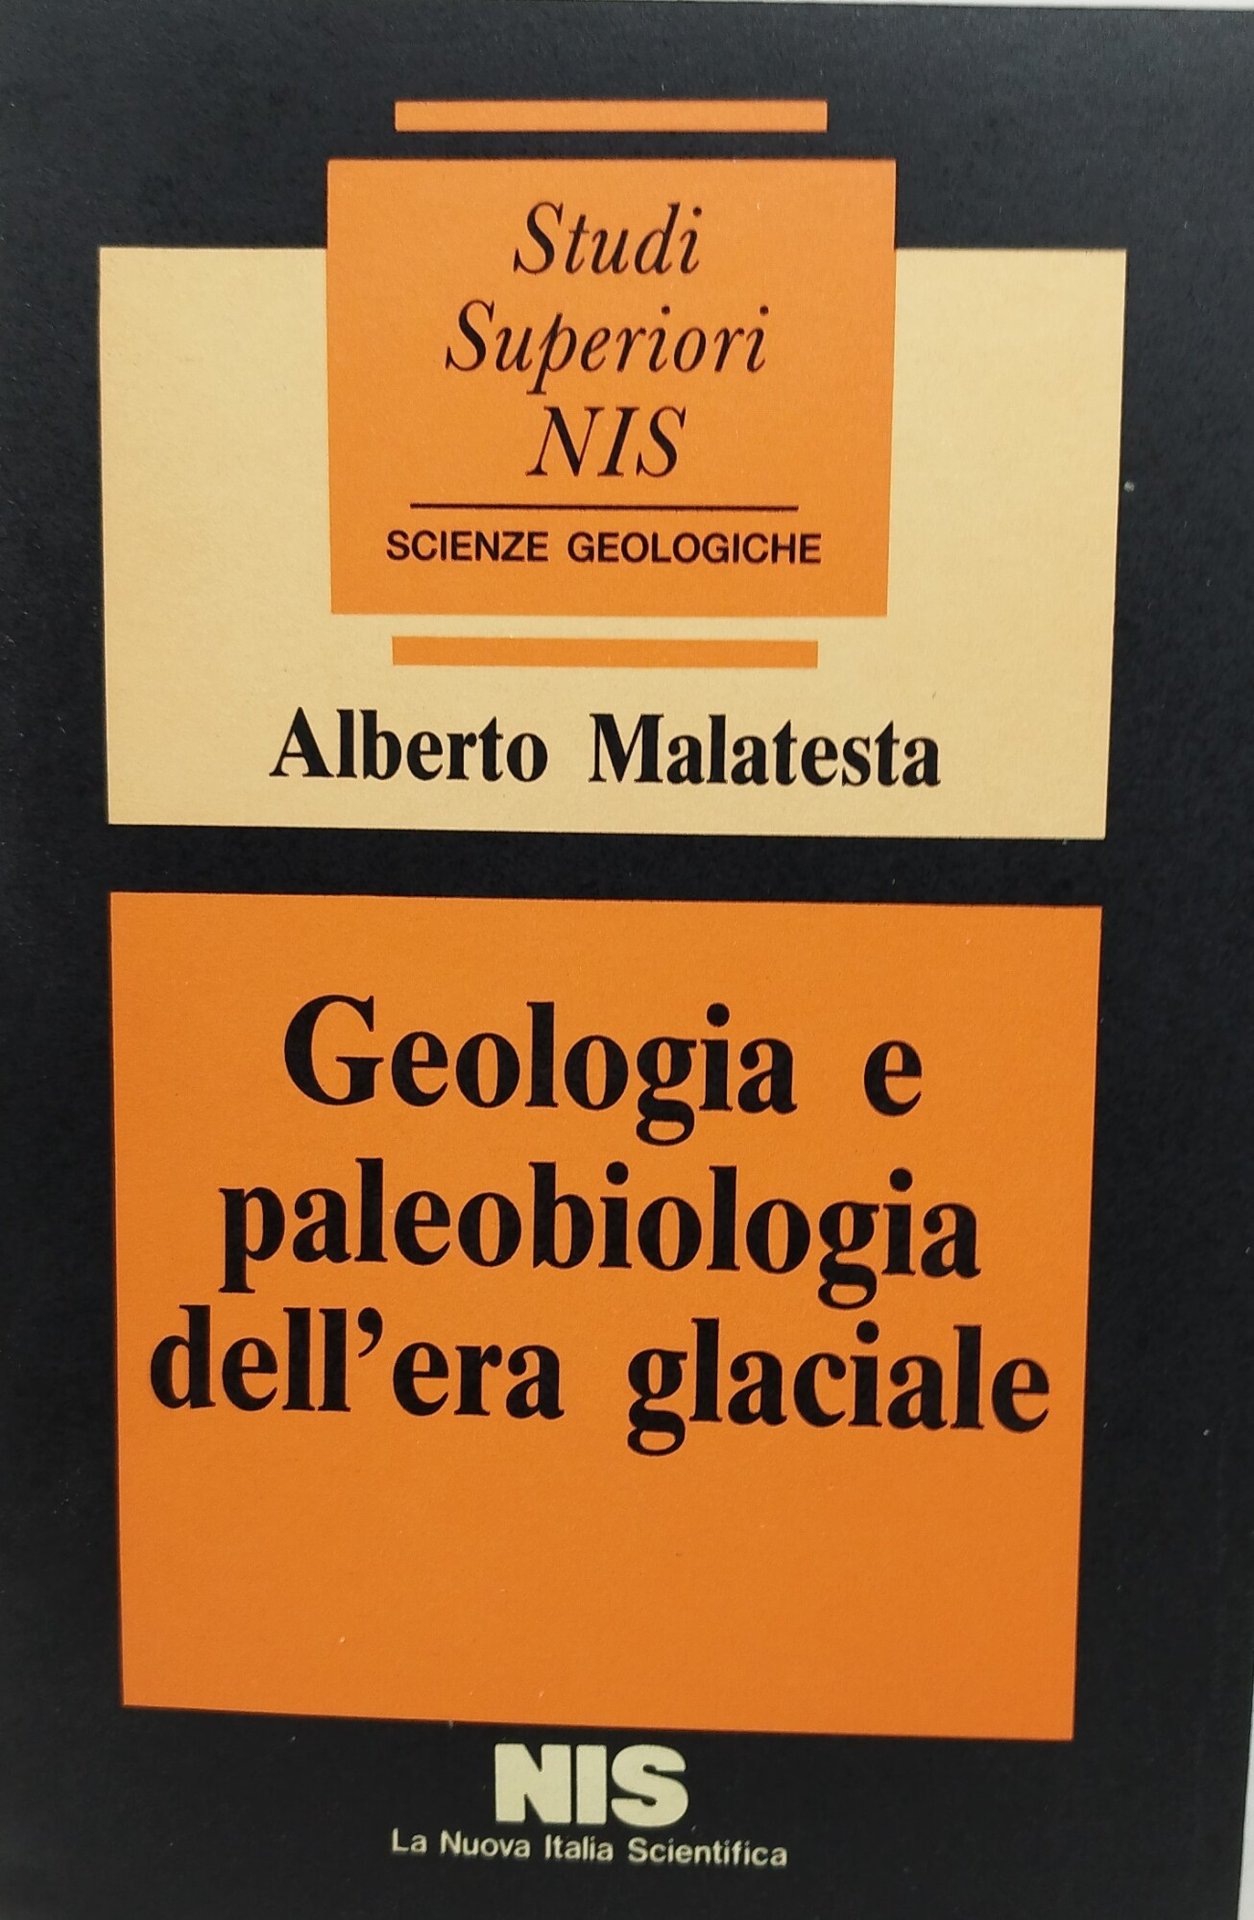 Studi
Superiori
NIS
SCIENZE GEOLOGICHE
Alberto Malatesta
Geologia e
paleobiologia
dell'era glaciale
NIS
La Nuova Italia Scientifica